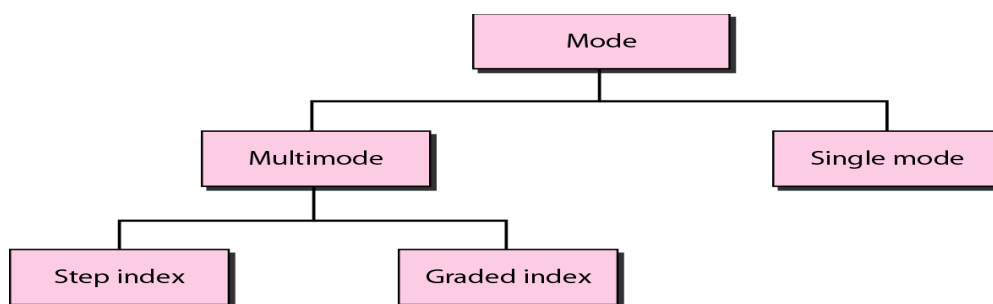 Mode
Multimode
Single mode
Step index
Graded index